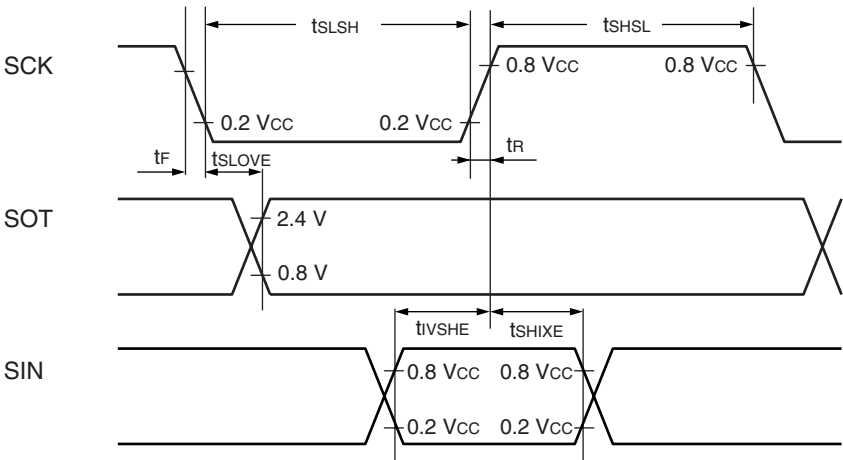 tSLSH tSHSL
SCK 0.8 VCC 0.8 VCC
0.2 VCC 0.2 VCC
tF tSLOVE tR
SOT 2.4 V
0.8 V
tIVSHE tSHIXE
SIN 0.8 VCC 0.8 VCC
0.2 VCC 0.2 VCC